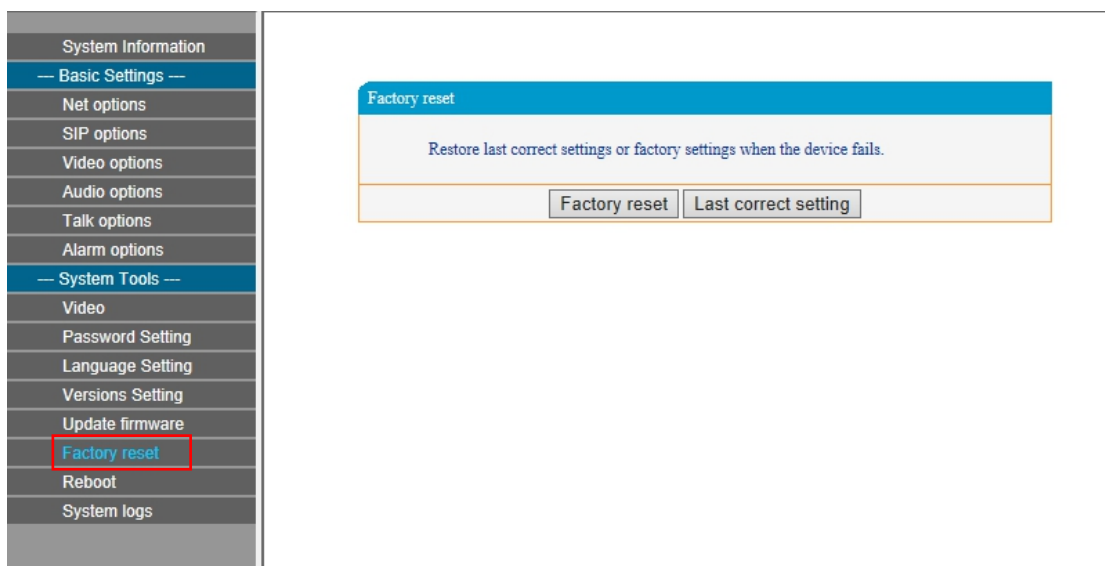 System Information
--- Basic Settings ---
Net options
SIP options
Video options
Audio options
Talk options
Alarm options
--- System Tools ---
Video
Password Setting
Language Setting
Versions Setting
Update firmware
Factory reset
Reboot
System logs
Factory reset
Restore last correct settings or factory settings when the device fails.
Factory reset Last correct setting